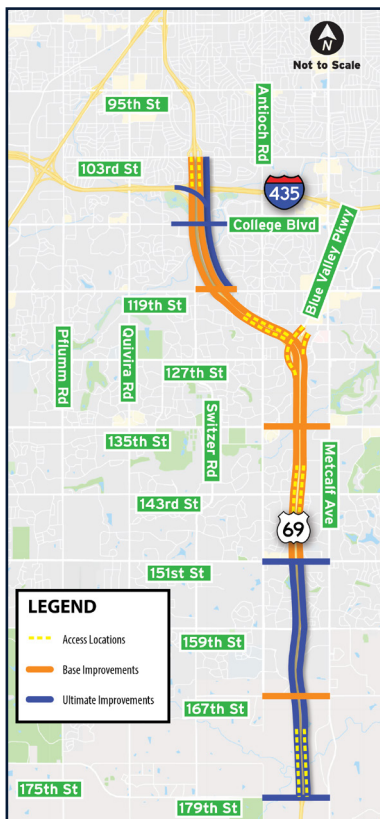 N
Not to Scale
95th St
Antioch Rd
103rd St
435
College Blvd
Blue Valley Pkwy
119th St
Pflumm Rd
Quivira Rd
127th St
Switzer Rd
135th St
Metcalf Ave
143rd St
69
151st St
LEGEND
Access Locations
Base Improvements
Ultimate Improvements
159th St
167th St
175th St
179th St